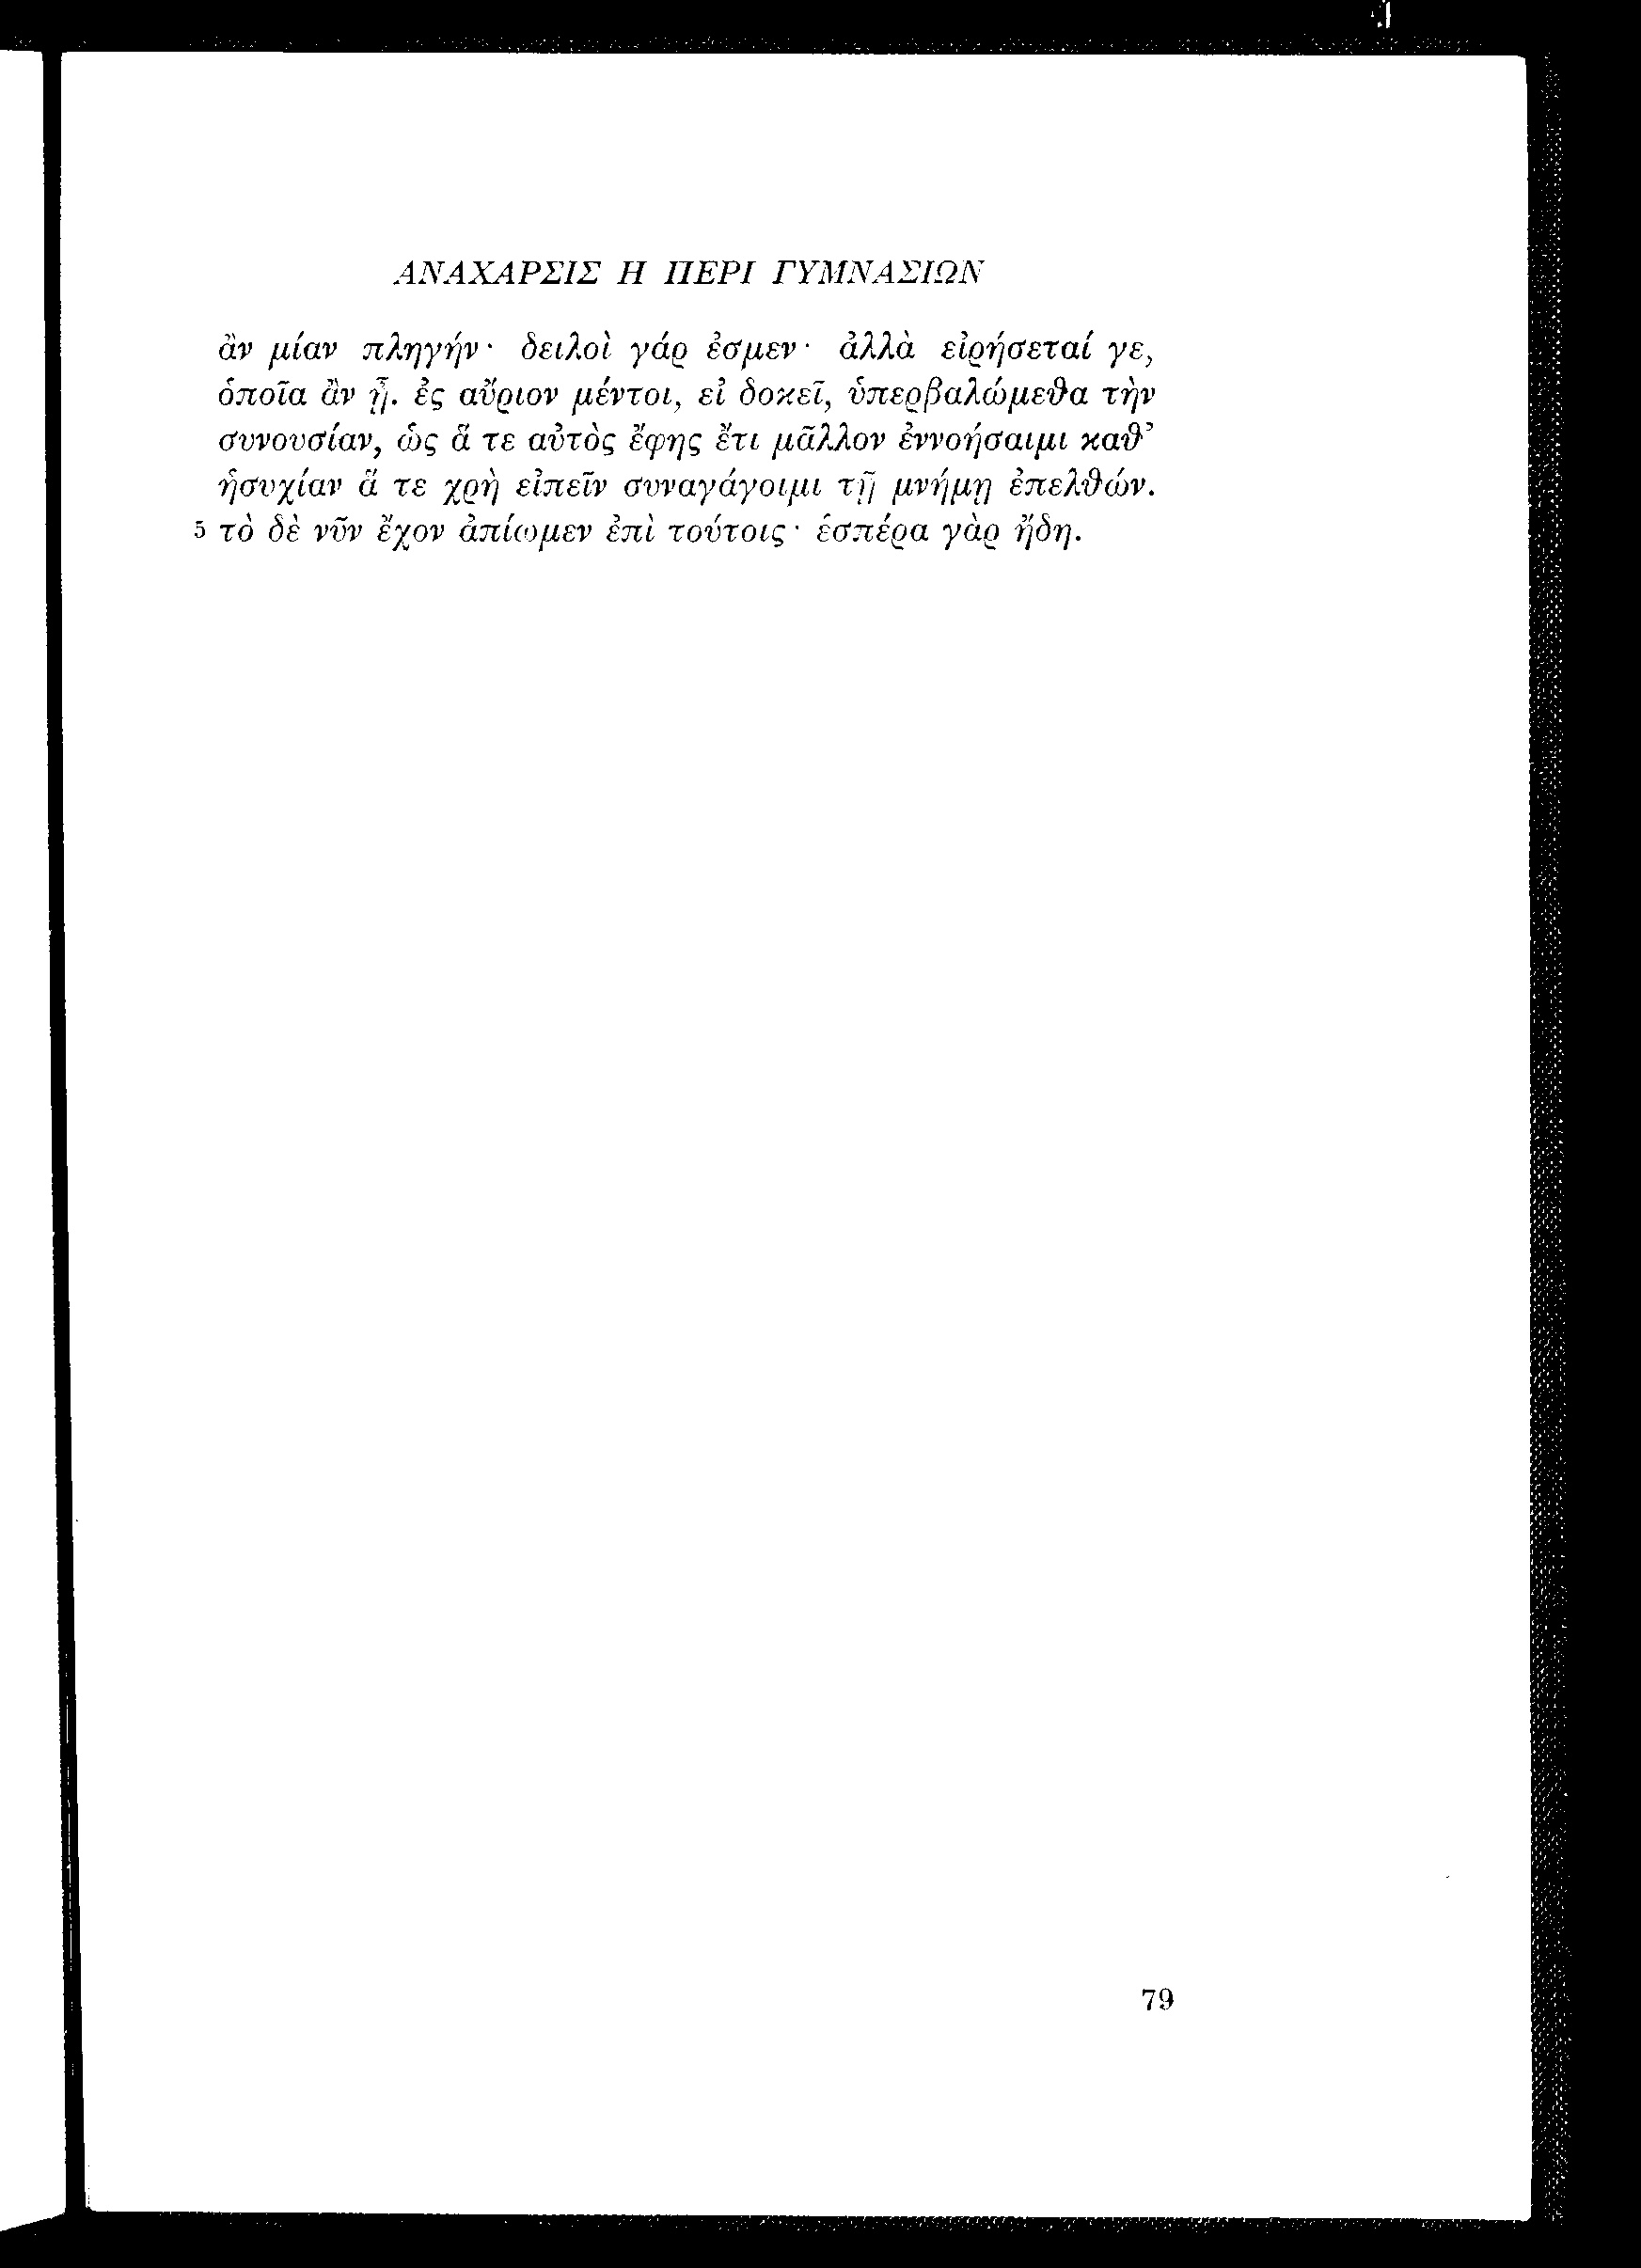 ΑΝΑΧΑΡΣΙΣ Η ΠΕΡΙ ΓΥΜΝΑΣΙΩΝ
ἂν μίαν πληγήν· δειλοὶ γάρ ἐσμεν· ἀλλὰ εἰρήσεταί γε,
ὁποῖα ἂν ᾖ. ἐς αὔριον μέντοι, εἰ δοκεῖ, ὑπερβαλώμεθα τὴν
συνουσίαν, ὡς ἅ τε αὐτὸς ἔφης ἔτι μᾶλλον ἐννοήσαιμι καθ’
ἡσυχίαν ἅ τε χρὴ εἰπεῖν συναγάγοιμι τῇ μνήμῃ ἐπελθών.
5 τὸ δὲ νῦν ἔχον ἀπίωμεν ἐπὶ τούτοις· ἑσπέρα γὰρ ἤδη.
79